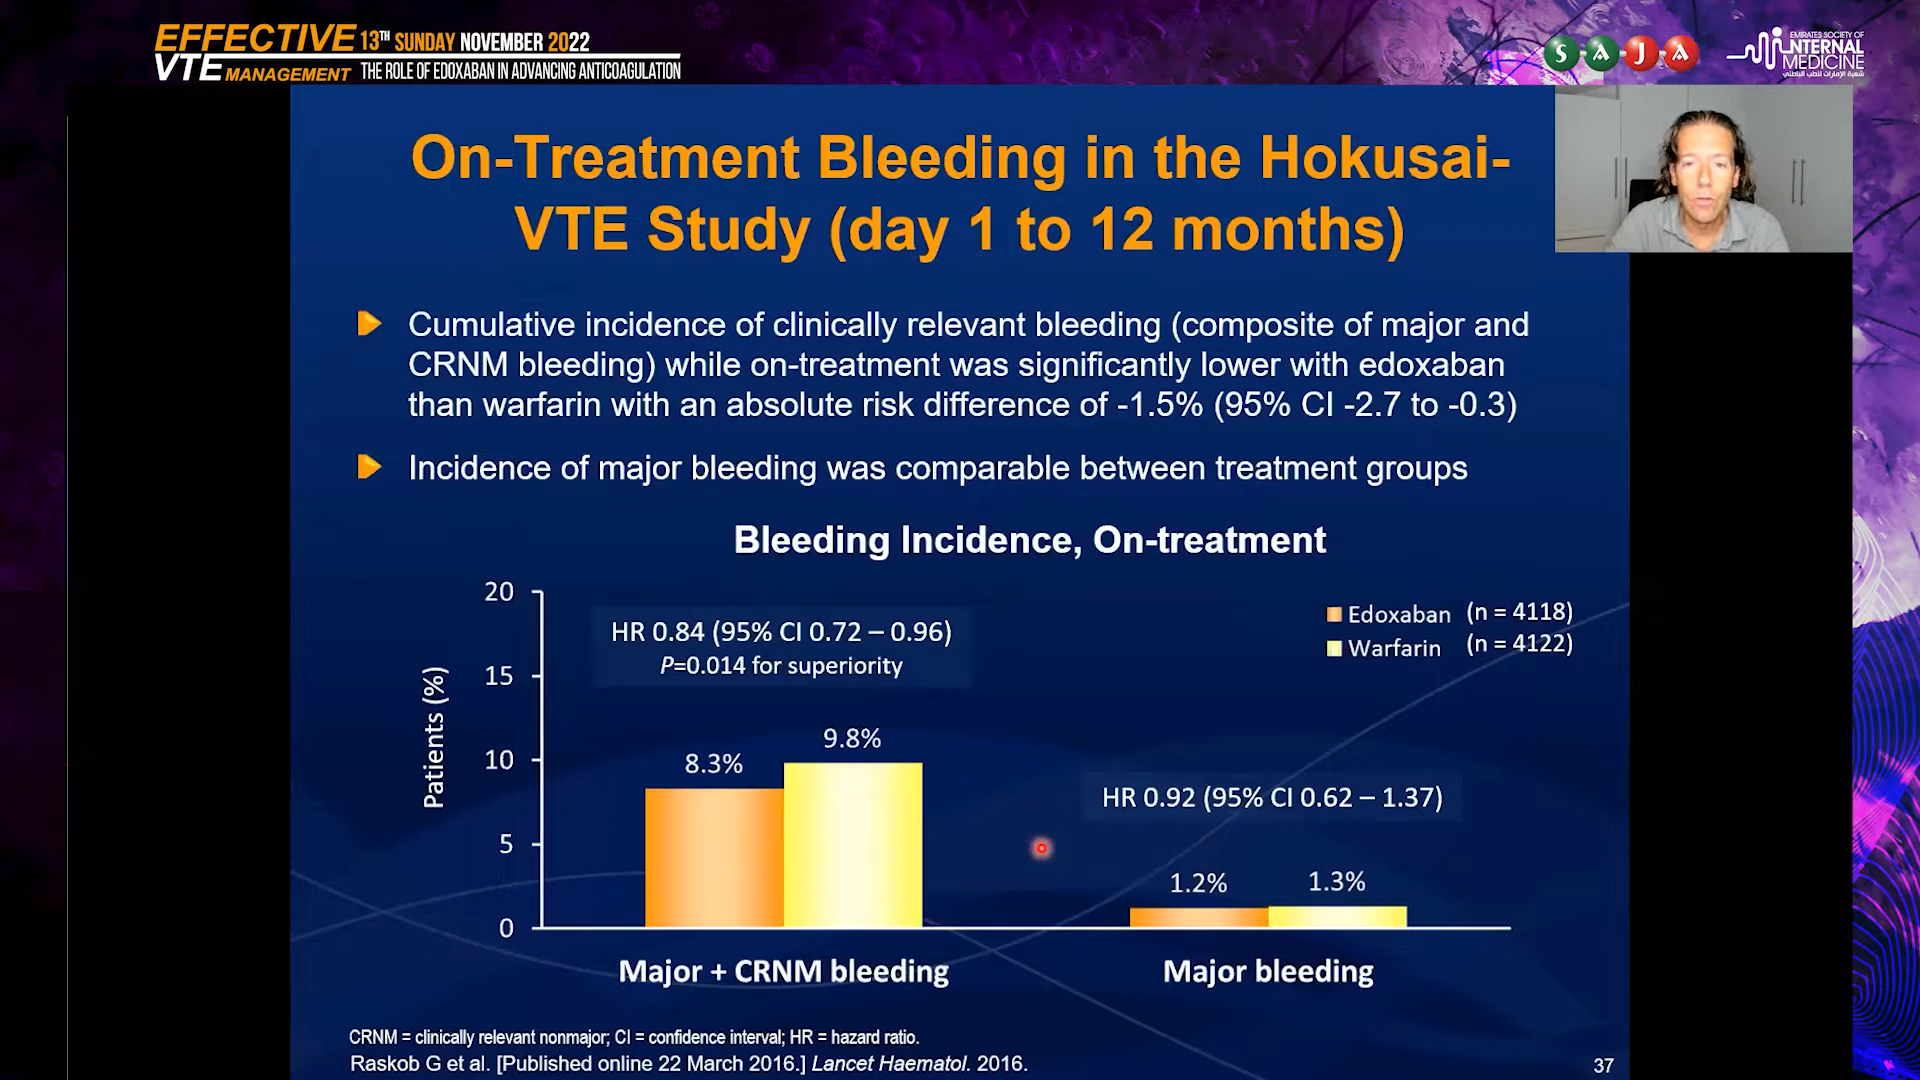 EFFECTIVE 13TH SUNDAY NOVEMBER 2022
VTE MANAGEMENT THE ROLE OF EDOXABAN IN ADVANCING ANTICOAGULATION
SAJA
EMIRATES SOCIETY OF
INTERNAL
MEDICINE
شعبة الإمارات للطب الباطني
On-Treatment Bleeding in the Hokusai-
VTE Study (day 1 to 12 months)
Cumulative incidence of clinically relevant bleeding (composite of major and
CRNM bleeding) while on-treatment was significantly lower with edoxaban
than warfarin with an absolute risk difference of -1.5% (95% CI -2.7 to -0.3)
Incidence of major bleeding was comparable between treatment groups
Bleeding Incidence, On-treatment
Patients (%)
20
15
10
5
0
HR 0.84 (95% CI 0.72 – 0.96)
P=0.014 for superiority
Edoxaban (n = 4118)
Warfarin (n = 4122)
8.3%
9.8%
HR 0.92 (95% CI 0.62 – 1.37)
1.2%
1.3%
Major + CRNM bleeding
Major bleeding
CRNM = clinically relevant nonmajor; CI = confidence interval; HR = hazard ratio.
Raskob G et al. [Published online 22 March 2016.] Lancet Haematol. 2016.
37